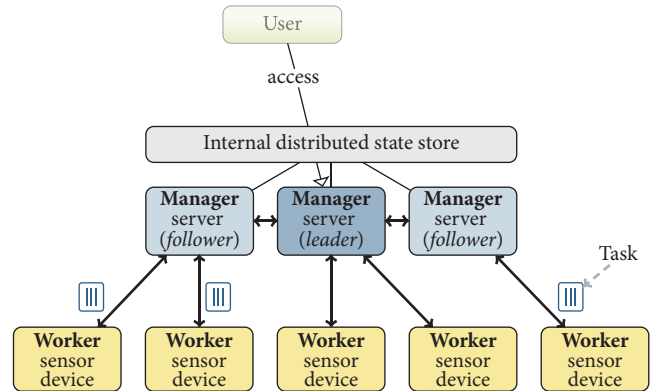 User
access
Internal distributed state store
Manager
server
(follower)
Manager
server
(leader)
Manager
server
(follower)
Task
Worker
sensor
device
Worker
sensor
device
Worker
sensor
device
Worker
sensor
device
Worker
sensor
device